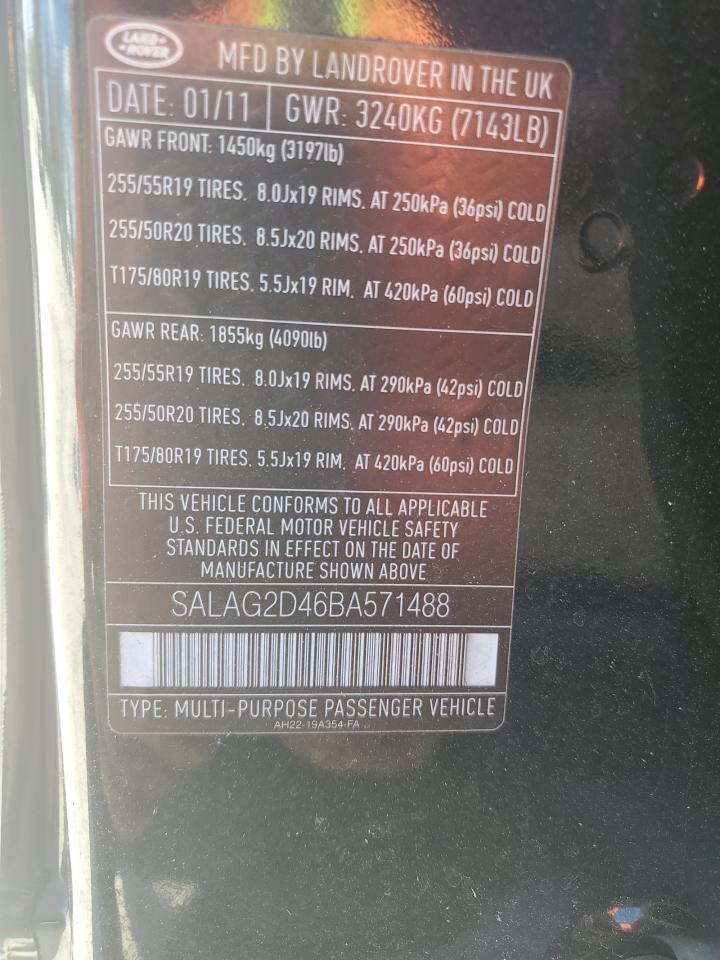 LAND
ROVER
MFD BY LANDROVER IN THE UK
DATE: 01/11 GWR: 3240KG (7143LB)
GAWR FRONT: 1450kg (3197lb)
255/55R19 TIRES. 8.0Jx19 RIMS. AT 250kPa (36psi) COLD
255/50R20 TIRES. 8.5Jx20 RIMS. AT 250kPa (36psi) COLD
T175/80R19 TIRES. 5.5Jx19 RIM. AT 420kPa (60psi) COLD
GAWR REAR: 1855kg (4090lb)
255/55R19 TIRES. 8.0Jx19 RIMS. AT 290kPa (42psi) COLD
255/50R20 TIRES. 8.5Jx20 RIMS. AT 290kPa (42psi) COLD
T175/80R19 TIRES. 5.5Jx19 RIM. AT 420kPa (60psi) COLD
THIS VEHICLE CONFORMS TO ALL APPLICABLE
U.S. FEDERAL MOTOR VEHICLE SAFETY
STANDARDS IN EFFECT ON THE DATE OF
MANUFACTURE SHOWN ABOVE
SALAG2D46BA571488
TYPE: MULTI-PURPOSE PASSENGER VEHICLE
AH22-19A354-FA